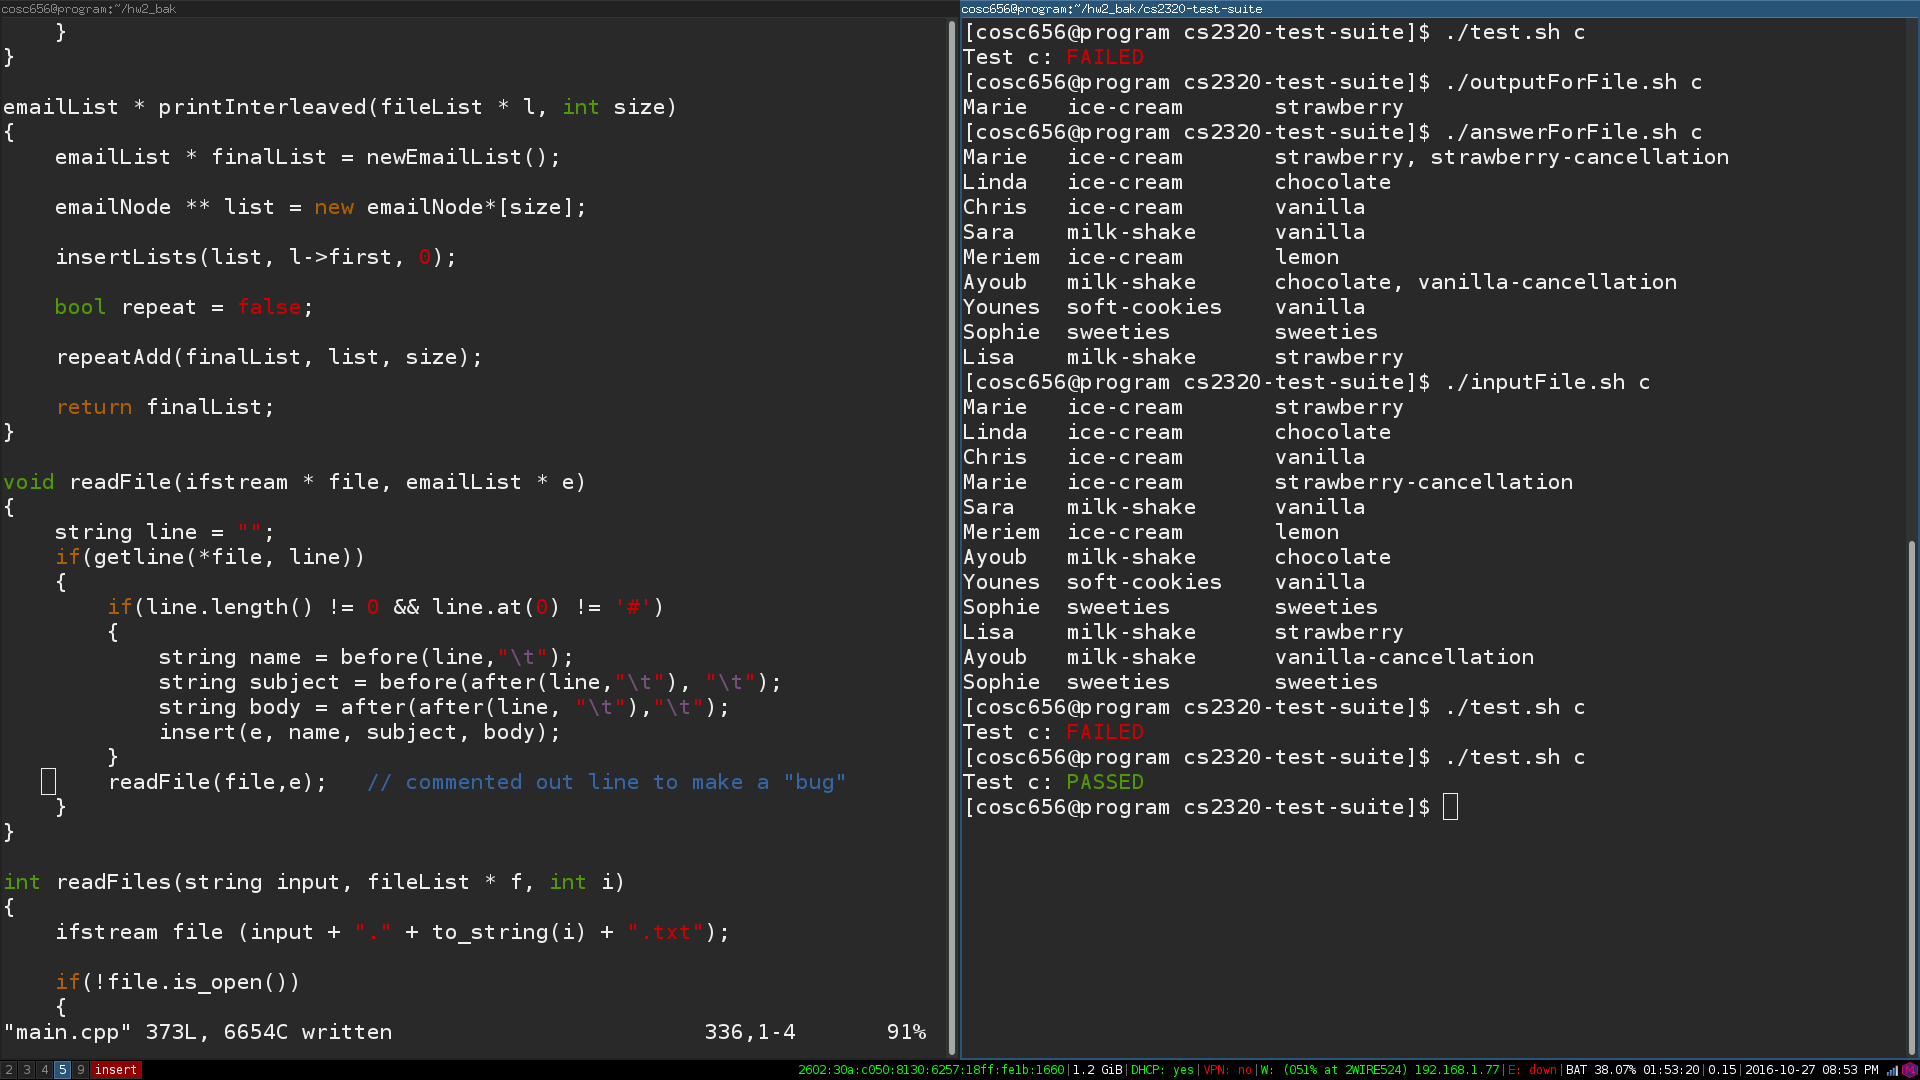 cosc656@program:~/hw2_bak
    }
}

emailList * printInterleaved(fileList * l, int size)
{
    emailList * finalList = newEmailList();

    emailNode ** list = new emailNode*[size];

    insertLists(list, l->first, 0);

    bool repeat = false;

    repeatAdd(finalList, list, size);

    return finalList;
}

void readFile(ifstream * file, emailList * e)
{
    string line = "";
    if(getline(*file, line))
    {
        if(line.length() != 0 && line.at(0) != '#')
        {
            string name = before(line,"\t");
            string subject = before(after(line,"\t"), "\t");
            string body = after(after(line, "\t"),"\t");
            insert(e, name, subject, body);
        }
        readFile(file,e);   // commented out line to make a "bug"
    }
}

int readFiles(string input, fileList * f, int i)
{
    ifstream file (input + "." + to_string(i) + ".txt");

    if(!file.is_open())
    {
"main.cpp" 373L, 6654C written                        336,1-4       91%
cosc656@program:~/hw2_bak/cs2320-test-suite
[cosc656@program cs2320-test-suite]$ ./test.sh c
Test c: FAILED
[cosc656@program cs2320-test-suite]$ ./outputForFile.sh c
Marie   ice-cream       strawberry
[cosc656@program cs2320-test-suite]$ ./answerForFile.sh c
Marie   ice-cream       strawberry, strawberry-cancellation
Linda   ice-cream       chocolate
Chris   ice-cream       vanilla
Sara    milk-shake      vanilla
Meriem  ice-cream       lemon
Ayoub   milk-shake      chocolate, vanilla-cancellation
Younes  soft-cookies    vanilla
Sophie  sweeties        sweeties
Lisa    milk-shake      strawberry
[cosc656@program cs2320-test-suite]$ ./inputFile.sh c
Marie   ice-cream       strawberry
Linda   ice-cream       chocolate
Chris   ice-cream       vanilla
Marie   ice-cream       strawberry-cancellation
Sara    milk-shake      vanilla
Meriem  ice-cream       lemon
Ayoub   milk-shake      chocolate
Younes  soft-cookies    vanilla
Sophie  sweeties        sweeties
Lisa    milk-shake      strawberry
Ayoub   milk-shake      vanilla-cancellation
Sophie  sweeties        sweeties
[cosc656@program cs2320-test-suite]$ ./test.sh c
Test c: FAILED
[cosc656@program cs2320-test-suite]$ ./test.sh c
Test c: PASSED
[cosc656@program cs2320-test-suite]$
2 3 4 5 9 insert
2602:30a:c050:8130:6257:18ff:fe1b:1660|1.2 GiB|DHCP: yes|VPN: no|W: (051% at 2WIRE524) 192.168.1.77|E: down|BAT 38.07% 01:53:20|0.15|2016-10-27 08:53 PM